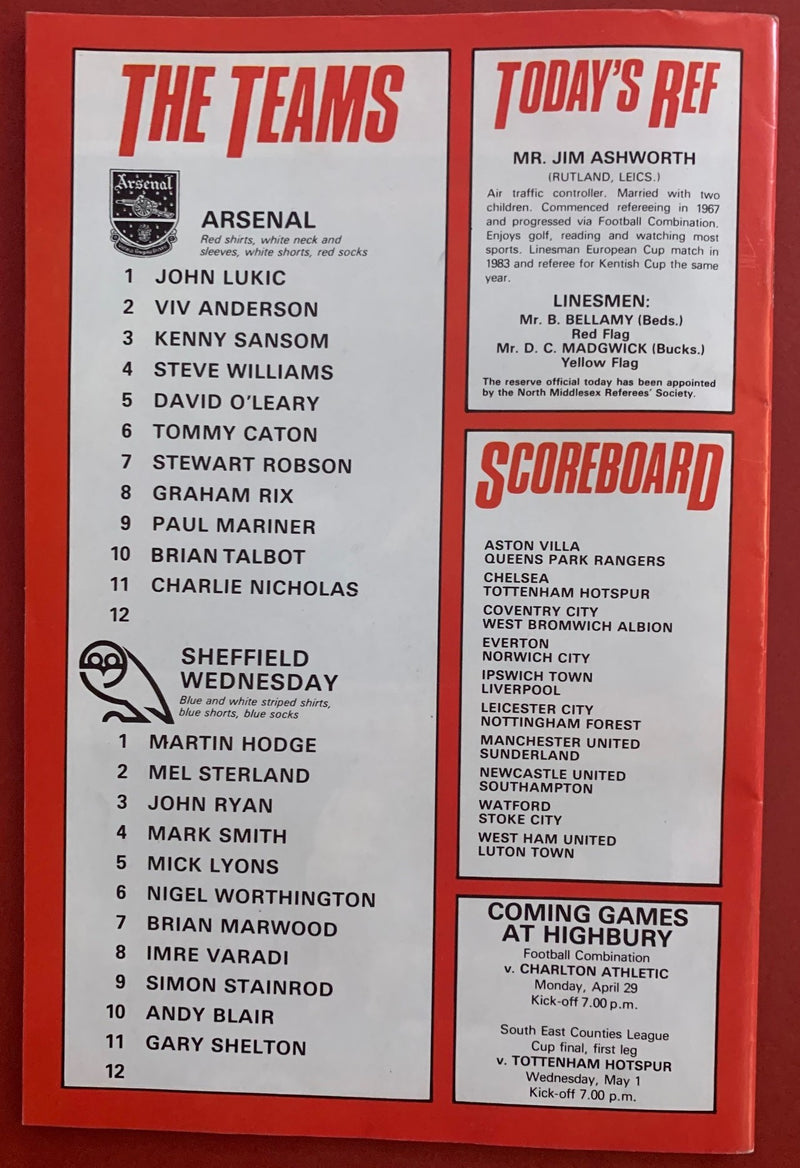 THE TEAMS
Arsenal
ARSENAL
Red shirts, white neck and
sleeves, white shorts, red socks
1 JOHN LUKIC
2 VIV ANDERSON
3 KENNY SANSOM
4 STEVE WILLIAMS
5 DAVID O'LEARY
6 TOMMY CATON
7 STEWART ROBSON
8 GRAHAM RIX
9 PAUL MARINER
10 BRIAN TALBOT
11 CHARLIE NICHOLAS
12
SHEFFIELD
WEDNESDAY
Blue and white striped shirts,
blue shorts, blue socks
1 MARTIN HODGE
2 MEL STERLAND
3 JOHN RYAN
4 MARK SMITH
5 MICK LYONS
6 NIGEL WORTHINGTON
7 BRIAN MARWOOD
8 IMRE VARADI
9 SIMON STAINROD
10 ANDY BLAIR
11 GARY SHELTON
12
TODAY'S REF
MR. JIM ASHWORTH
(RUTLAND, LEICS.)
Air traffic controller. Married with two
children. Commenced refereeing in 1967
and progressed via Football Combination.
Enjoys golf, reading and watching most
sports. Linesman European Cup match in
1983 and referee for Kentish Cup the same
year.
LINESMEN:
Mr. B. BELLAMY (Beds.)
Red Flag
Mr. D. C. MADGWICK (Bucks.)
Yellow Flag
The reserve official today has been appointed
by the North Middlesex Referees' Society.
SCOREBOARD
ASTON VILLA
QUEENS PARK RANGERS
CHELSEA
TOTTENHAM HOTSPUR
COVENTRY CITY
WEST BROMWICH ALBION
EVERTON
NORWICH CITY
IPSWICH TOWN
LIVERPOOL
LEICESTER CITY
NOTTINGHAM FOREST
MANCHESTER UNITED
SUNDERLAND
NEWCASTLE UNITED
SOUTHAMPTON
WATFORD
STOKE CITY
WEST HAM UNITED
LUTON TOWN
COMING GAMES
AT HIGHBURY
Football Combination
v. CHARLTON ATHLETIC
Monday, April 29
Kick-off 7.00 p.m.
South East Counties League
Cup final, first leg
v. TOTTENHAM HOTSPUR
Wednesday, May 1
Kick-off 7.00 p.m.